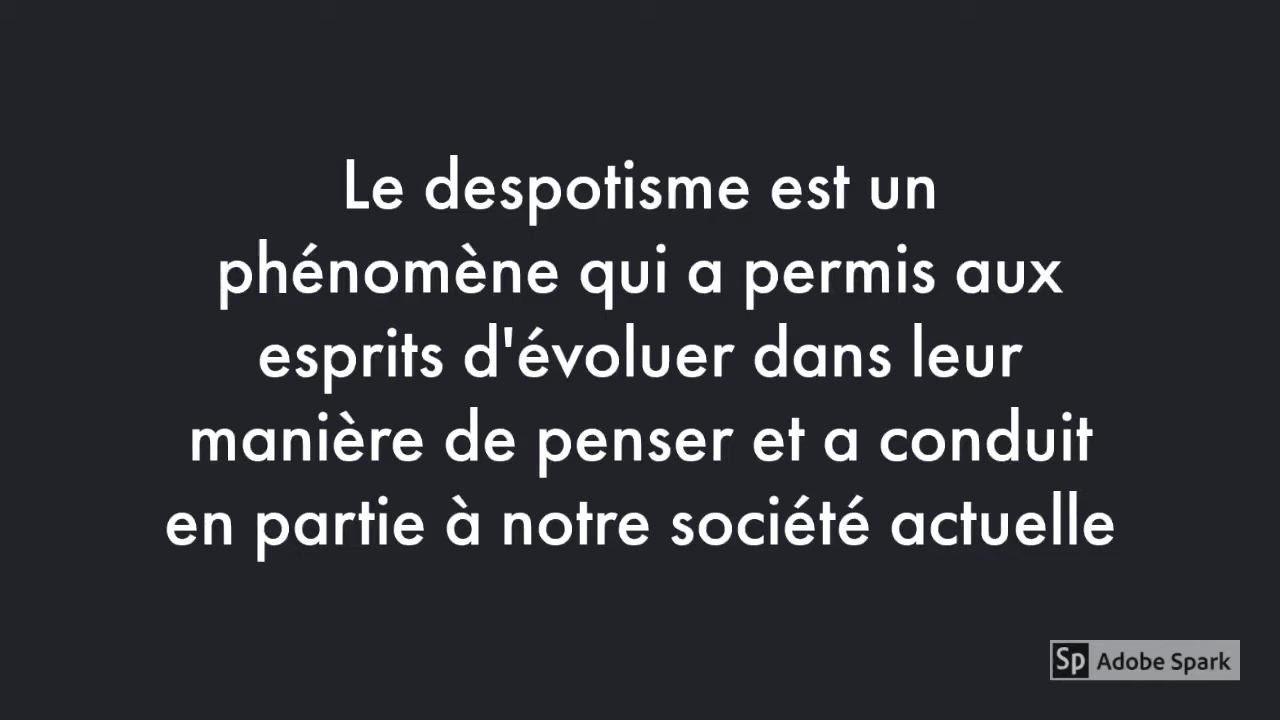 Le despotisme est un
phénomène qui a permis aux
esprits d'évoluer dans leur
manière de penser et a conduit
en partie à notre société actuelle
Sp Adobe Spark